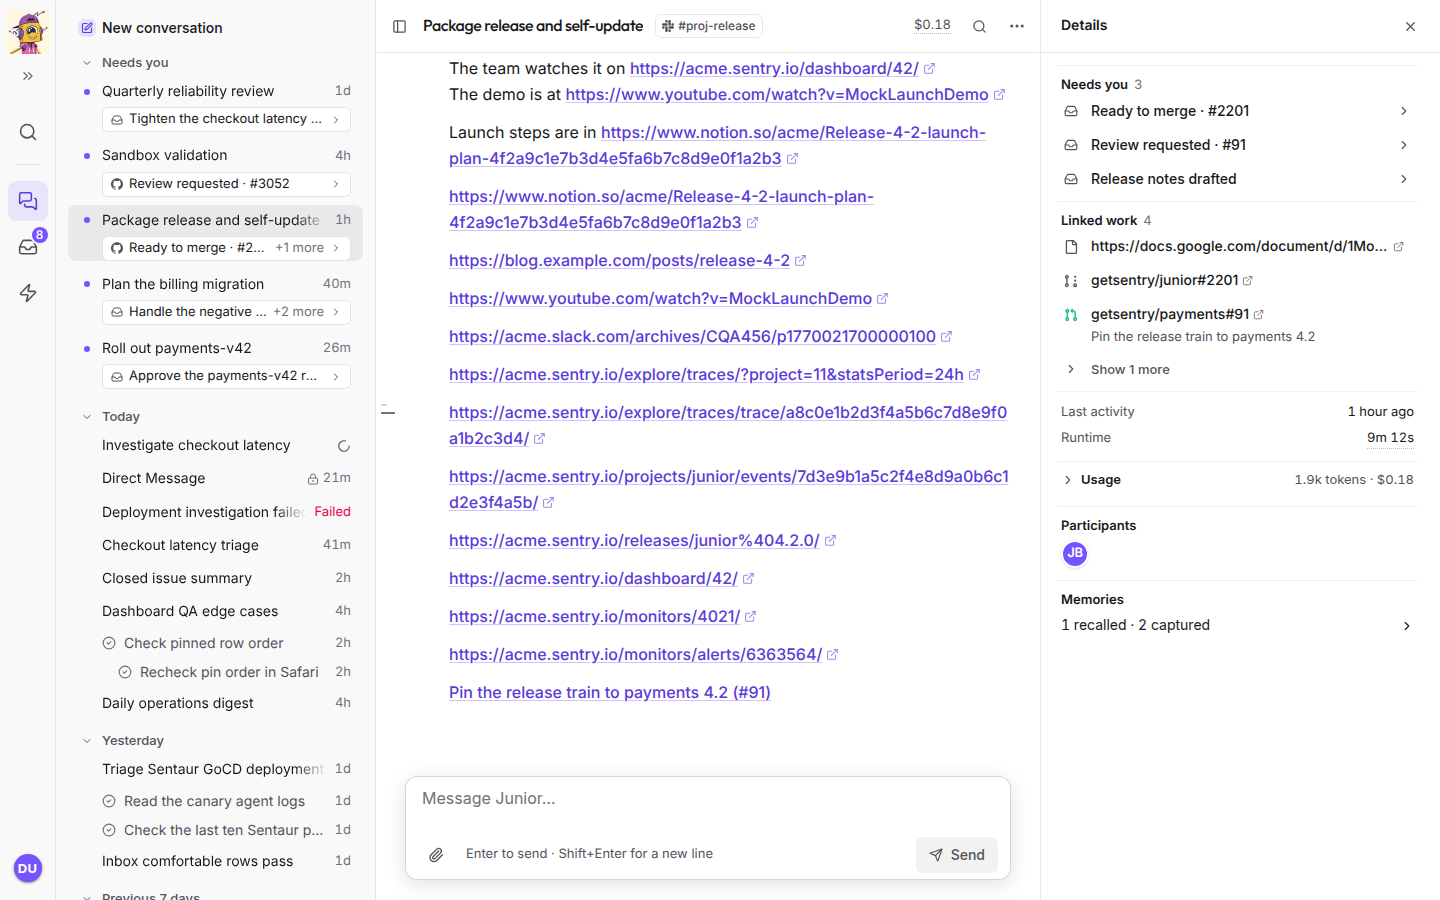 New conversation
Needs you
Quarterly reliability review 1d
Tighten the checkout latency ...
Sandbox validation 4h
Review requested · #3052
Package release and self-update 1h
Ready to merge · #2... +1 more
Plan the billing migration 40m
Handle the negative ... +2 more
Roll out payments-v42 26m
Approve the payments-v42 r...
Today
Investigate checkout latency
Direct Message 21m
Deployment investigation failed Failed
Checkout latency triage 41m
Closed issue summary 2h
Dashboard QA edge cases 4h
Check pinned row order 2h
Recheck pin order in Safari 2h
Daily operations digest 4h
Yesterday
Triage Sentaur GoCD deployment 1d
Read the canary agent logs 1d
Check the last ten Sentaur p... 1d
Inbox comfortable rows pass 1d
Previous 7 days
8
DU
Package release and self-update #proj-release $0.18
The team watches it on https://acme.sentry.io/dashboard/42/
The demo is at https://www.youtube.com/watch?v=MockLaunchDemo
Launch steps are in https://www.notion.so/acme/Release-4-2-launch-
plan-4f2a9c1e7b3d4e5fa6b7c8d9e0f1a2b3
https://www.notion.so/acme/Release-4-2-launch-plan-
4f2a9c1e7b3d4e5fa6b7c8d9e0f1a2b3
https://blog.example.com/posts/release-4-2
https://www.youtube.com/watch?v=MockLaunchDemo
https://acme.slack.com/archives/CQA456/p1770021700000100
https://acme.sentry.io/explore/traces/?project=11&statsPeriod=24h
https://acme.sentry.io/explore/traces/trace/a8c0e1b2d3f4a5b6c7d8e9f0
a1b2c3d4/
https://acme.sentry.io/projects/junior/events/7d3e9b1a5c2f4e8d9a0b6c1
d2e3f4a5b/
https://acme.sentry.io/releases/junior%404.2.0/
https://acme.sentry.io/dashboard/42/
https://acme.sentry.io/monitors/4021/
https://acme.sentry.io/monitors/alerts/6363564/
Pin the release train to payments 4.2 (#91)
Message Junior...
Enter to send · Shift+Enter for a new line
Send
Details
Needs you 3
Ready to merge · #2201
Review requested · #91
Release notes drafted
Linked work 4
https://docs.google.com/document/d/1Mo...
getsentry/junior#2201
getsentry/payments#91
Pin the release train to payments 4.2
Show 1 more
Last activity 1 hour ago
Runtime 9m 12s
Usage 1.9k tokens · $0.18
Participants
JB
Memories
1 recalled · 2 captured